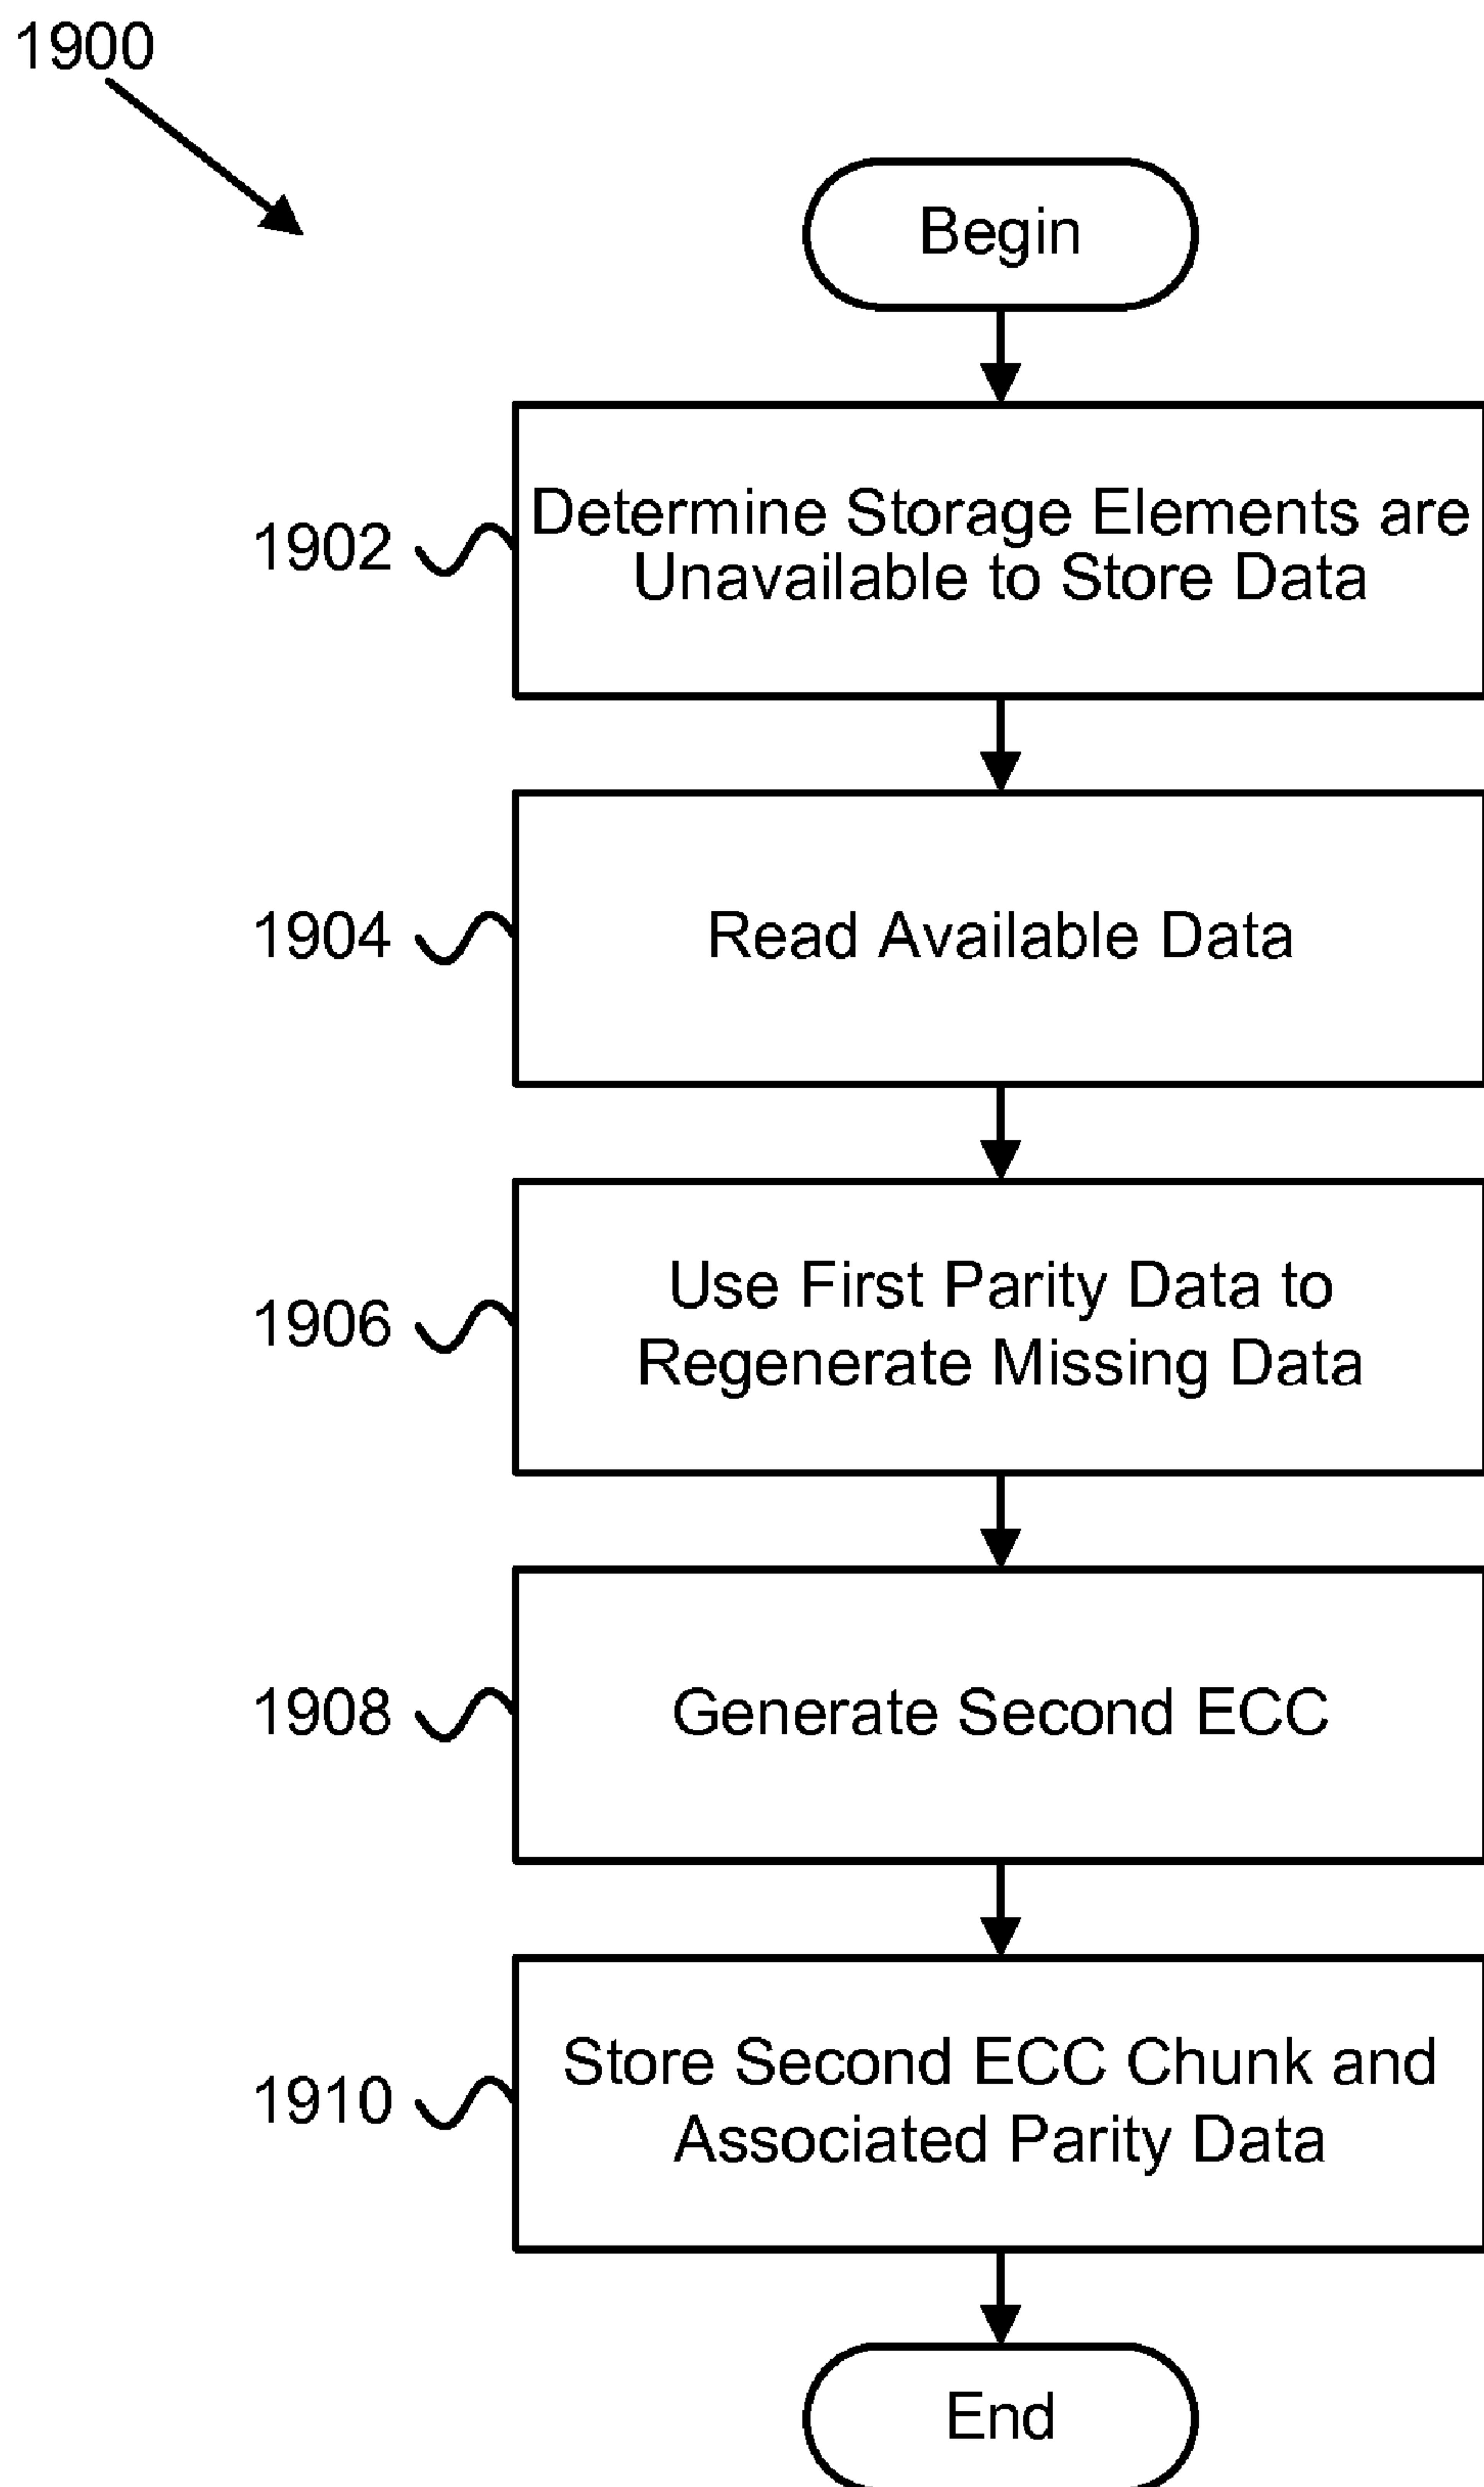 1900
Begin
1902
Determine Storage Elements are
Unavailable to Store Data
1904
Read Available Data
1906
Use First Parity Data to
Regenerate Missing Data
1908
Generate Second ECC
1910
Store Second ECC Chunk and
Associated Parity Data
End